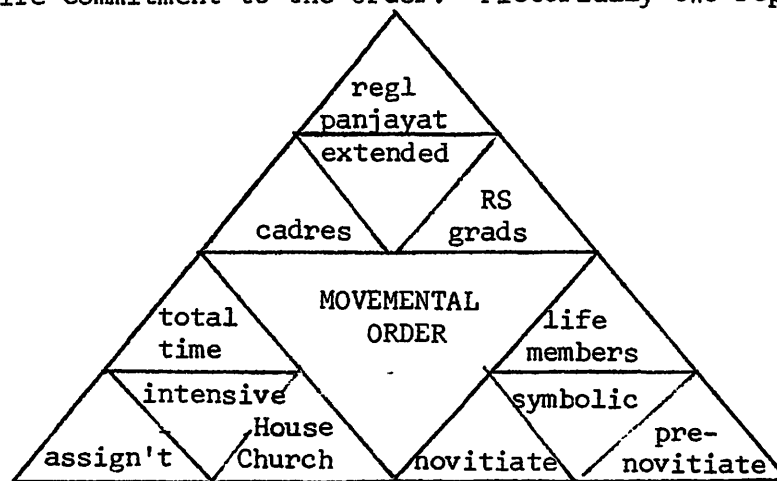 life commitment to the order. Pictorially two
regl
panjayat
extended
cadres
RS
grads
MOVEMENTAL
ORDER
total
time
life
members
intensive
symbolic
assign't
House
Church
novitiate
pre-
novitiate